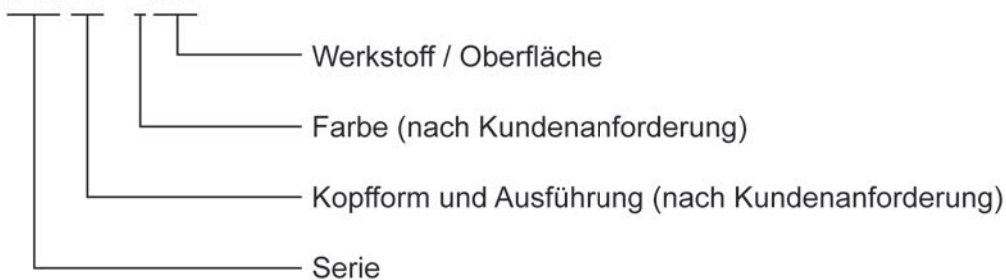 Werkstoff / Oberfläche
Farbe (nach Kundenanforderung)
Kopfform und Ausführung (nach Kundenanforderung)
Serie